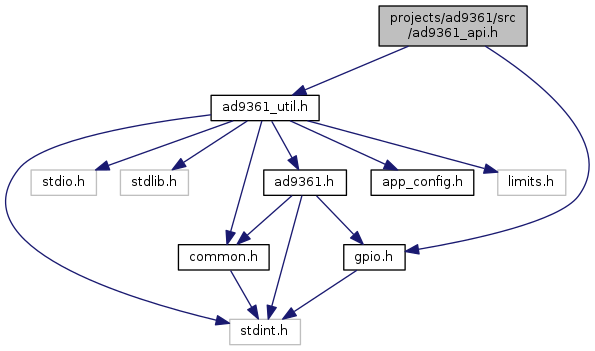 projects/ad9361/src
/ad9361_api.h
ad9361_util.h
stdio.h
stdlib.h
ad9361.h
app_config.h
limits.h
common.h
gpio.h
stdint.h